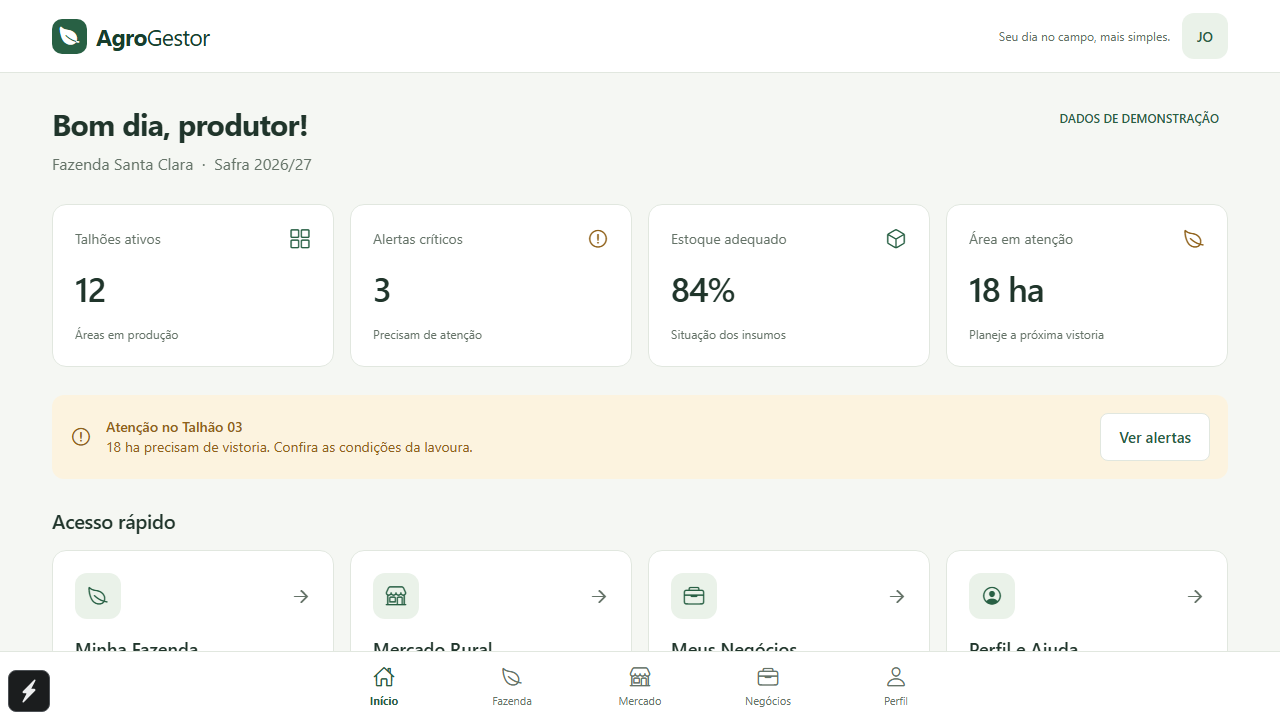 AgroGestor
Seu dia no campo, mais simples.
JO
Bom dia, produtor!
DADOS DE DEMONSTRAÇÃO
Fazenda Santa Clara · Safra 2026/27
Talhões ativos
12
Áreas em produção
Alertas críticos
3
Precisam de atenção
Estoque adequado
84%
Situação dos insumos
Área em atenção
18 ha
Planeje a próxima vistoria
Atenção no Talhão 03
18 ha precisam de vistoria. Confira as condições da lavoura.
Ver alertas
Acesso rápido
Minha Fazenda
Mercado Rural
Meus Negócios
Perfil e Ajuda
Início
Fazenda
Mercado
Negócios
Perfil